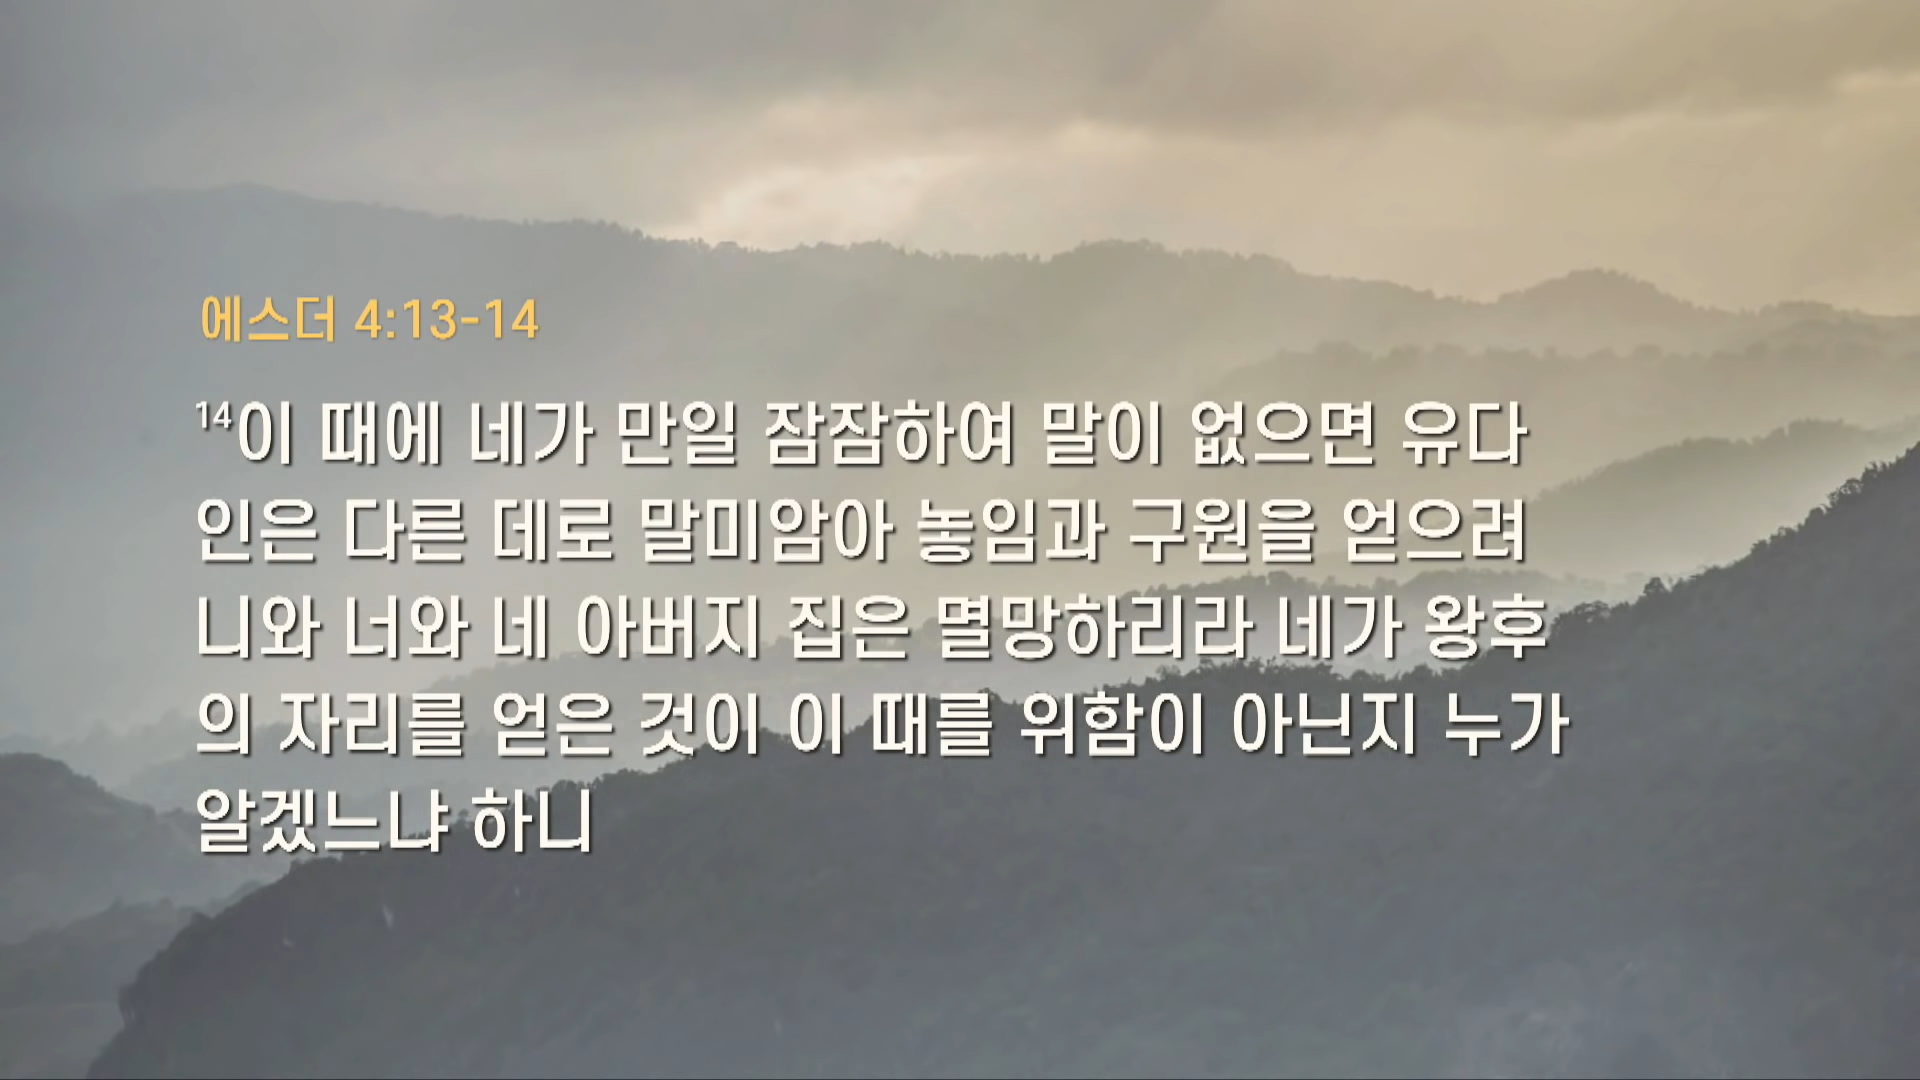 에스더 4:13-14
14이 때에 네가 만일 잠잠하여 말이 없으면 유다
인은 다른 데로 말미암아 놓임과 구원을 얻으려
니와 너와 네 아버지 집은 멸망하리라 네가 왕후
의 자리를 얻은 것이 이 때를 위함이 아닌지 누가
알겠느냐 하니